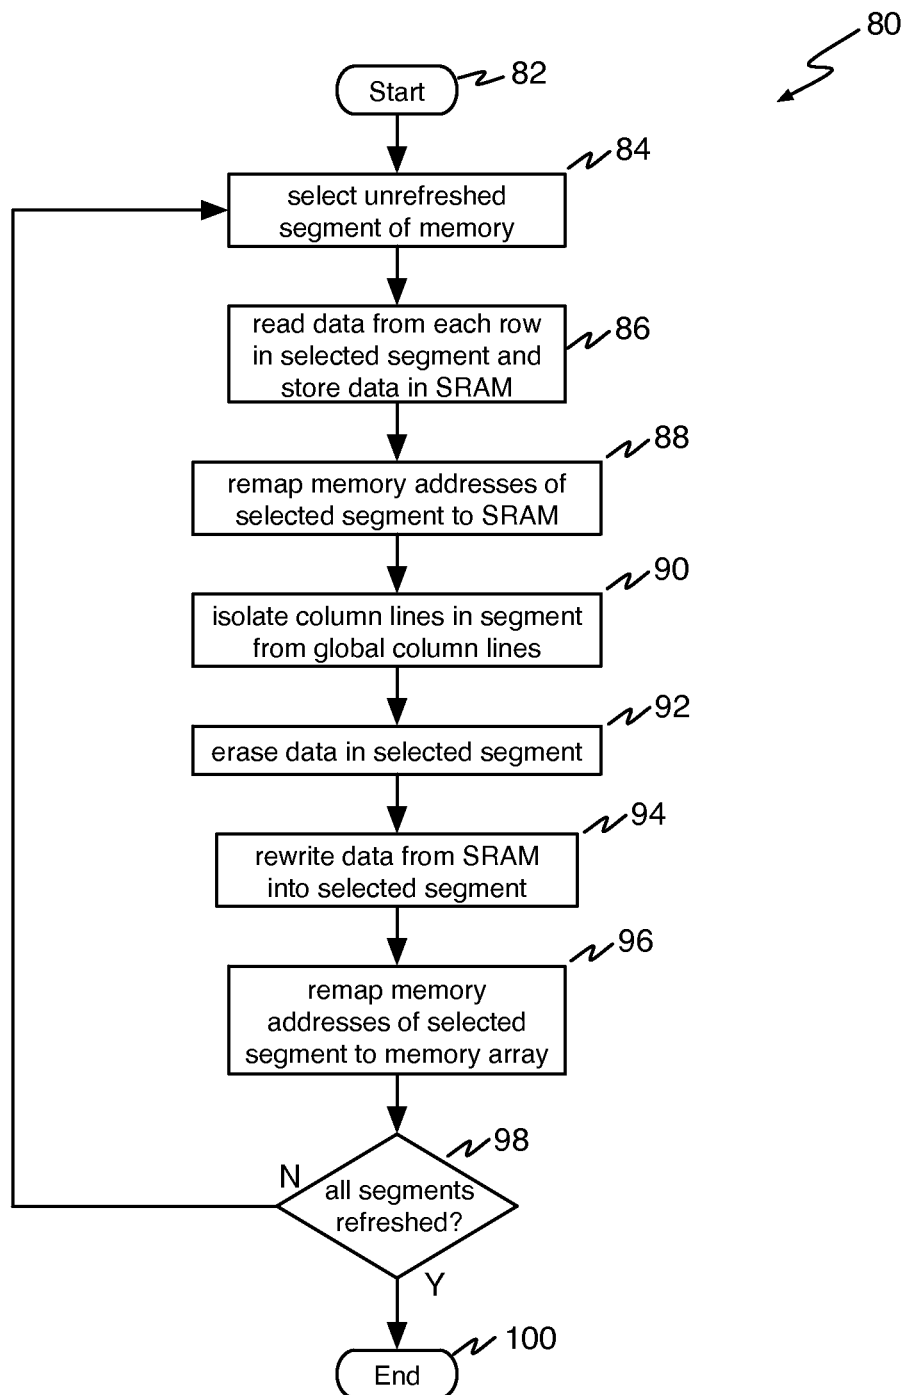 80
Start
82
84
select unrefreshed
segment of memory
read data from each row
in selected segment and
store data in SRAM
86
88
remap memory addresses of
selected segment to SRAM
90
isolate column lines in segment
from global column lines
92
erase data in selected segment
94
rewrite data from SRAM
into selected segment
96
remap memory
addresses of selected
segment to memory array
98
N
all segments
refreshed?
Y
100
End